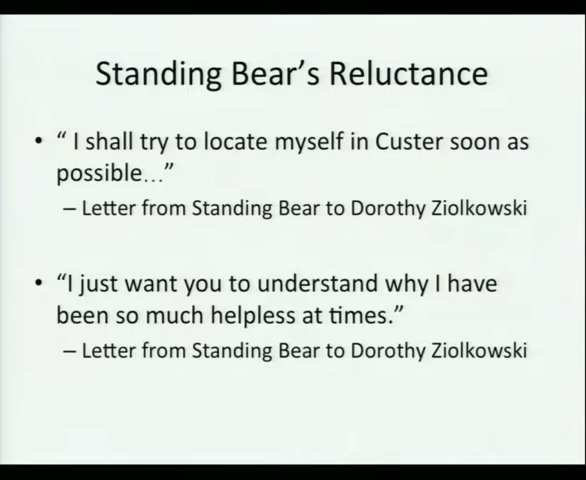 Standing Bear’s Reluctance
• “ I shall try to locate myself in Custer soon as
possible…”
– Letter from Standing Bear to Dorothy Ziolkowski
• “I just want you to understand why I have
been so much helpless at times.”
– Letter from Standing Bear to Dorothy Ziolkowski